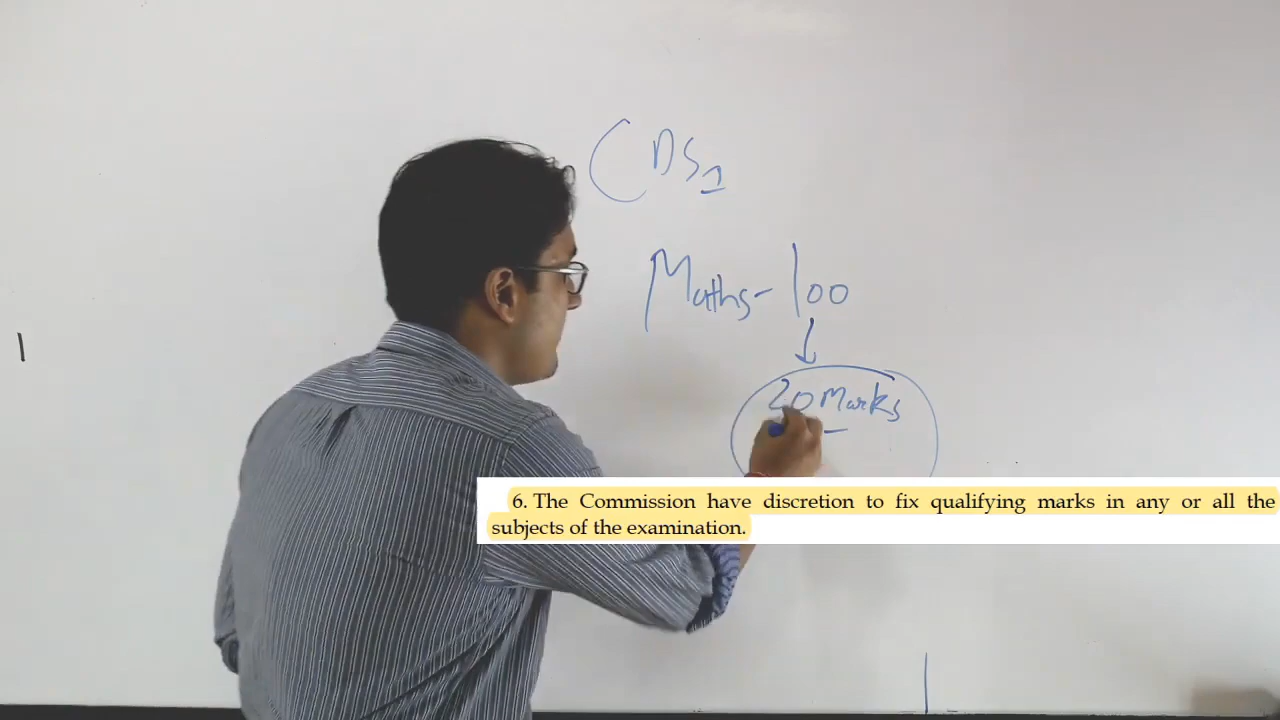 CDS1
Maths- 100
20 Marks
6. The Commission have discretion to fix qualifying marks in any or all the
subjects of the examination.